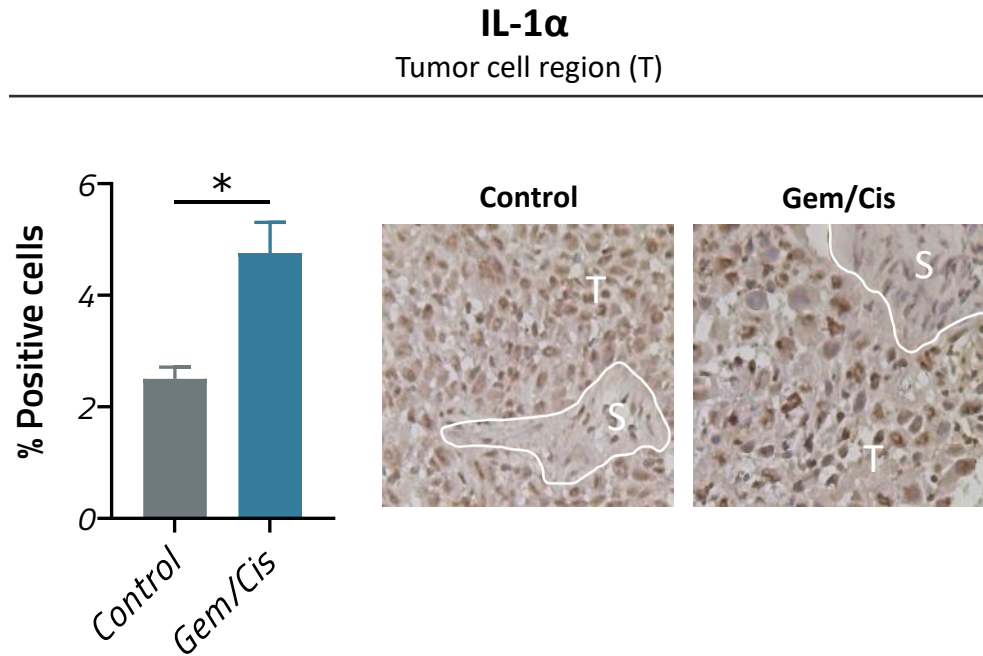 IL-1α
Tumor cell region (T)
% Positive cells
6
4
2
0
*
Control
Gem/Cis
Control
T
S
Gem/Cis
S
T